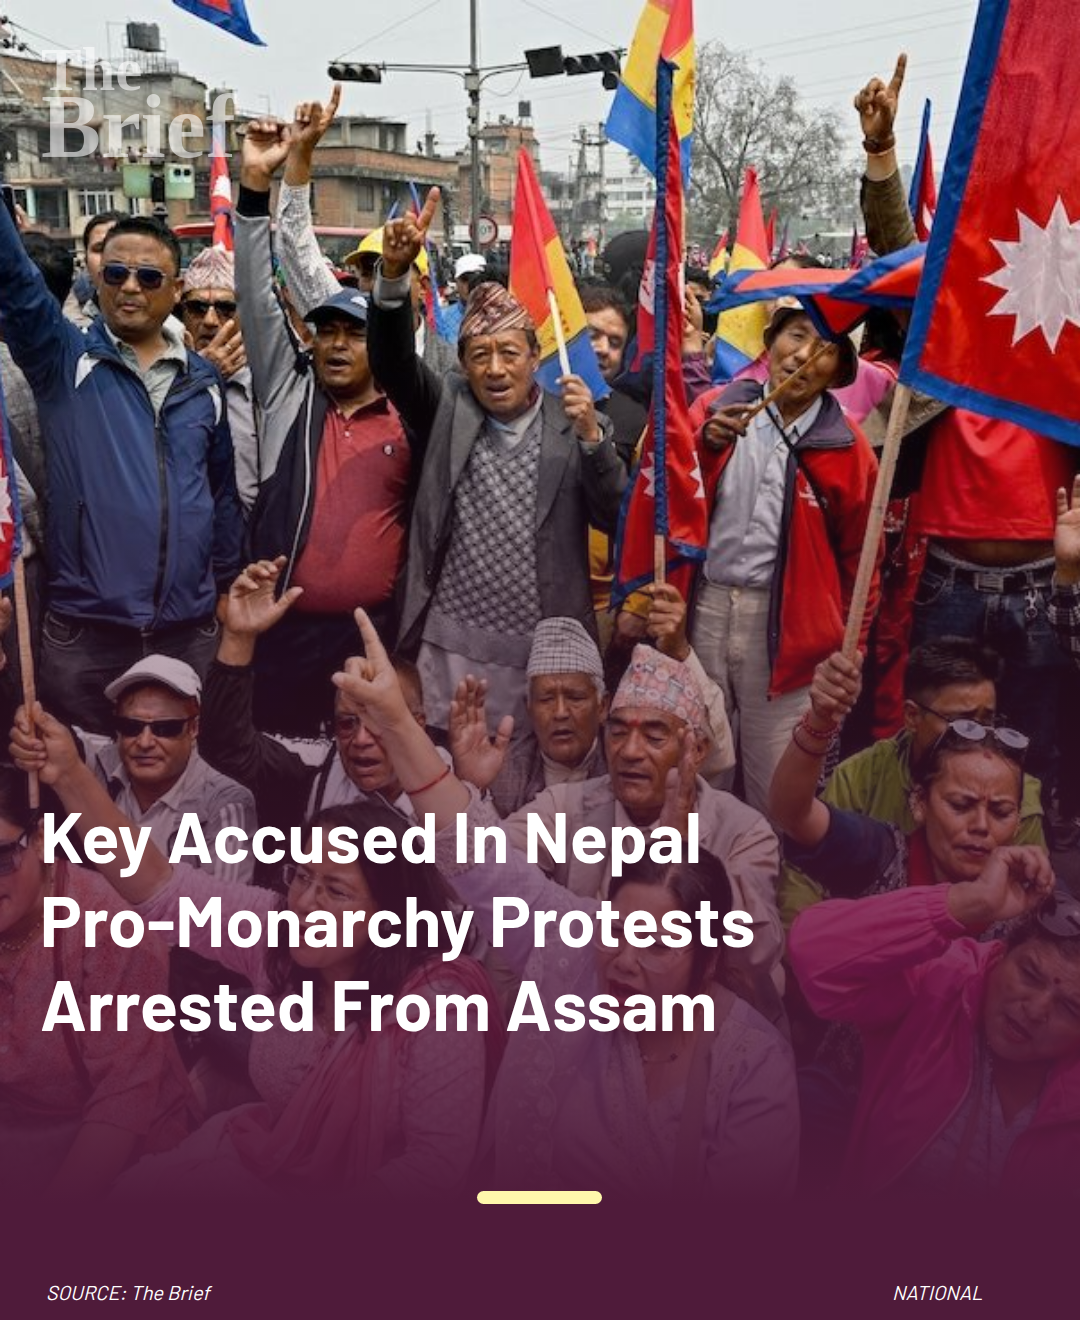 The
Brief
Key Accused In Nepal
Pro-Monarchy Protests
Arrested From Assam
SOURCE: The Brief
NATIONAL